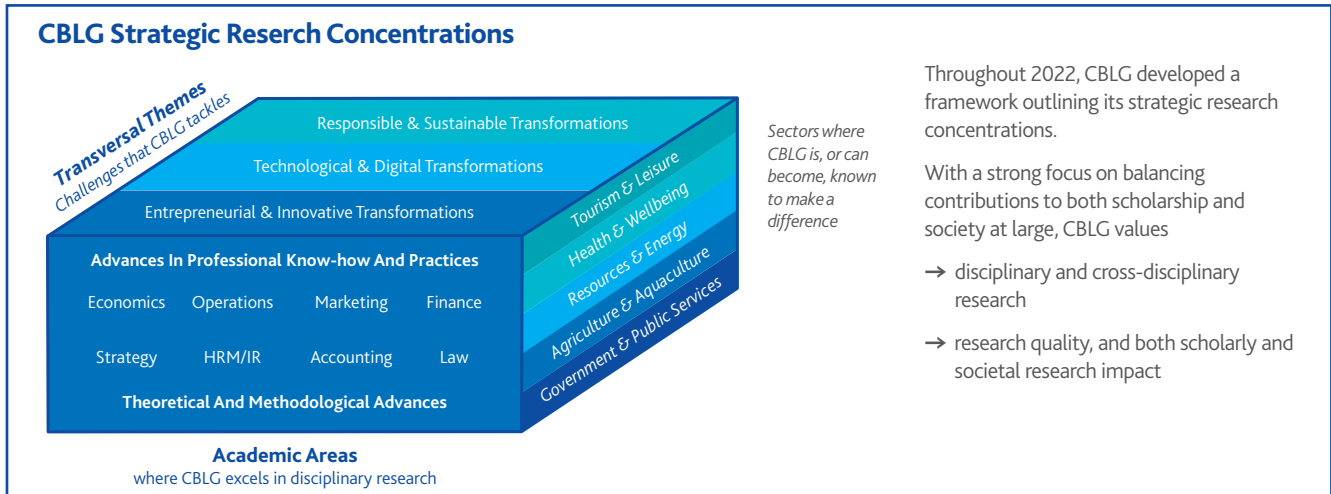 CBLG Strategic Reserch Concentrations
Transversal Themes
Challenges that CBLG tackles
Responsible & Sustainable Transformations
Technological & Digital Transformations
Entrepreneurial & Innovative Transformations
Advances In Professional Know-how And Practices
Economics Operations Marketing Finance
Strategy HRM/IR Accounting Law
Theoretical And Methodological Advances
Academic Areas
where CBLG excels in disciplinary research
Tourism & Leisure
Health & Wellbeing
Resources & Energy
Agriculture & Aquaculture
Government & Public Services
Sectors where
CBLG is, or can
become, known
to make a
difference
Throughout 2022, CBLG developed a
framework outlining its strategic research
concentrations.
With a strong focus on balancing
contributions to both scholarship and
society at large, CBLG values
→ disciplinary and cross-disciplinary
research
→ research quality, and both scholarly and
societal research impact